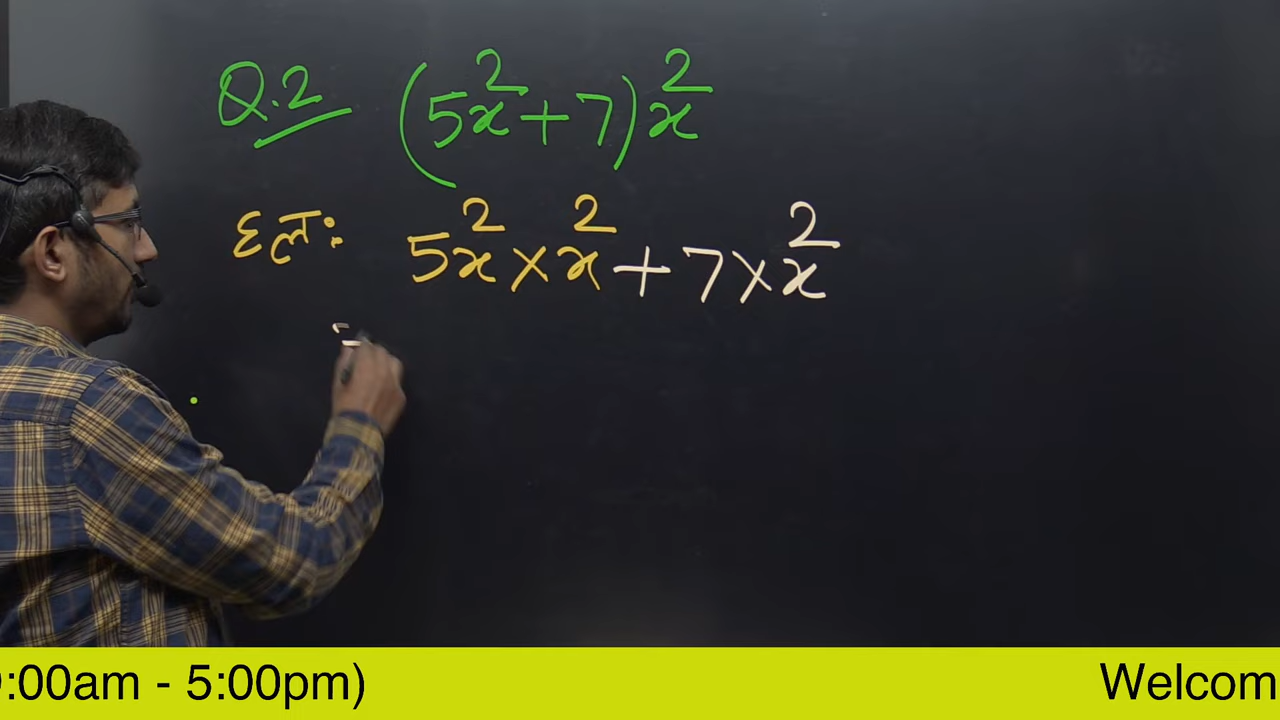 Q.2 (5x²+7)x²
हल: 5x²×x²+7×x²
=
:00am - 5:00pm) Welcom